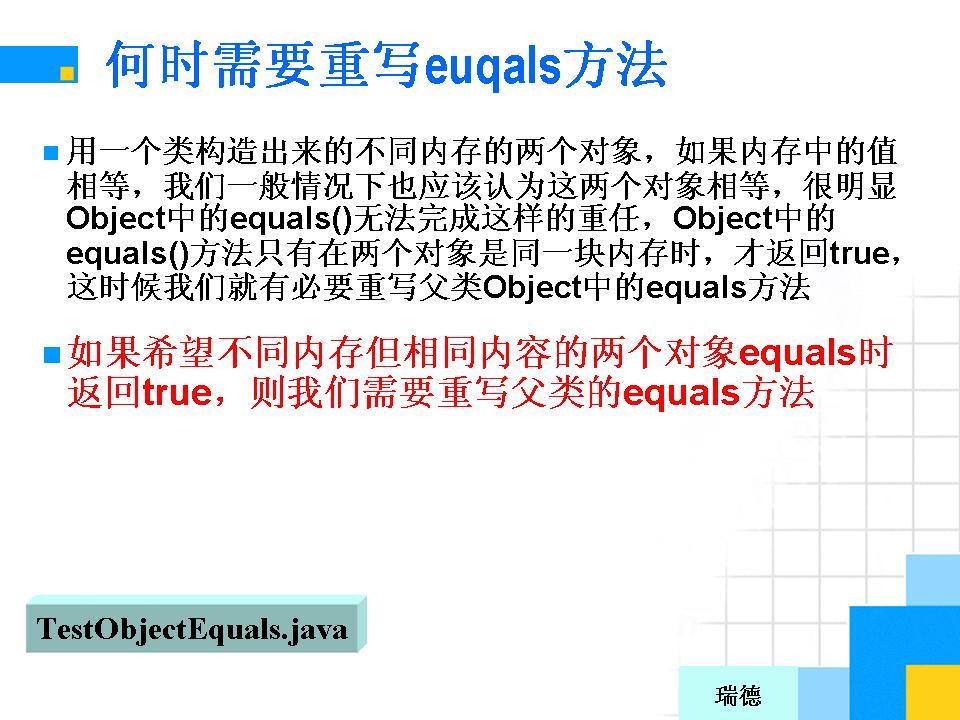 何时需要重写euqals方法
用一个类构造出来的不同内存的两个对象，如果内存中的值
相等，我们一般情况下也应该认为这两个对象相等，很明显
Object中的equals()无法完成这样的重任，Object中的
equals()方法只有在两个对象是同一块内存时，才返回true，
这时候我们就有必要重写父类Object中的equals方法
如果希望不同内存但相同内容的两个对象equals时
返回true，则我们需要重写父类的equals方法
TestObjectEquals.java
瑞德